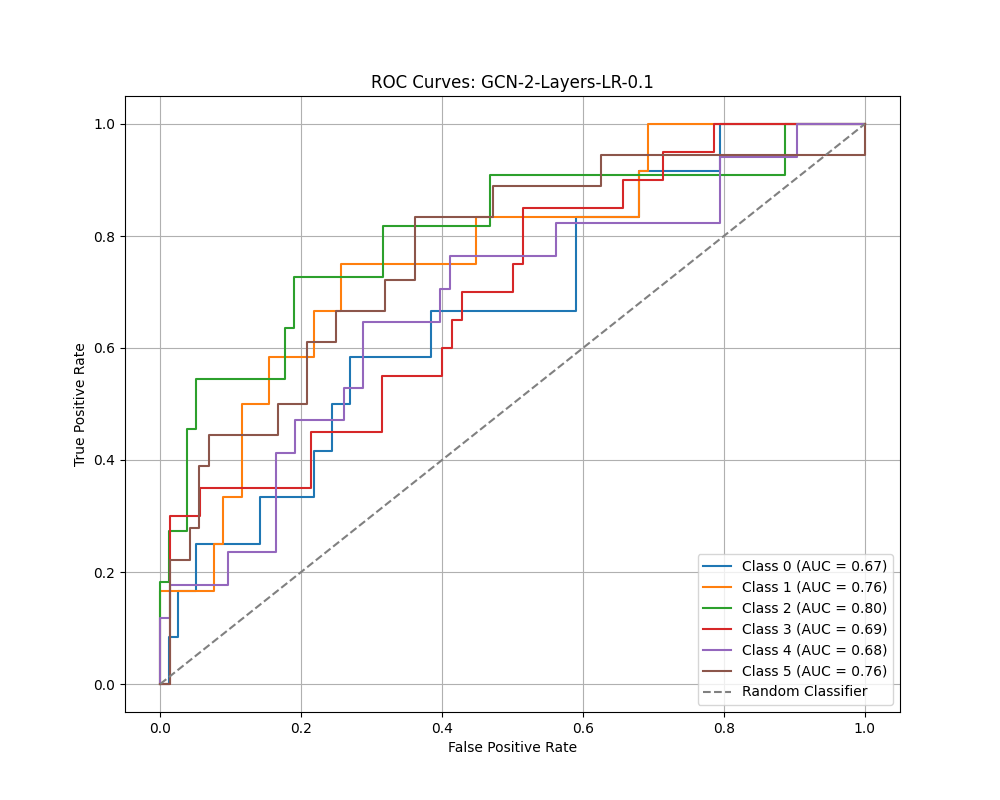 ROC Curves: GCN-2-Layers-LR-0.1
True Positive Rate
1.0
0.8
0.6
0.4
0.2
0.0
Class 0 (AUC = 0.67)
Class 1 (AUC = 0.76)
Class 2 (AUC = 0.80)
Class 3 (AUC = 0.69)
Class 4 (AUC = 0.68)
Class 5 (AUC = 0.76)
Random Classifier
0.0 0.2 0.4 0.6 0.8 1.0
False Positive Rate